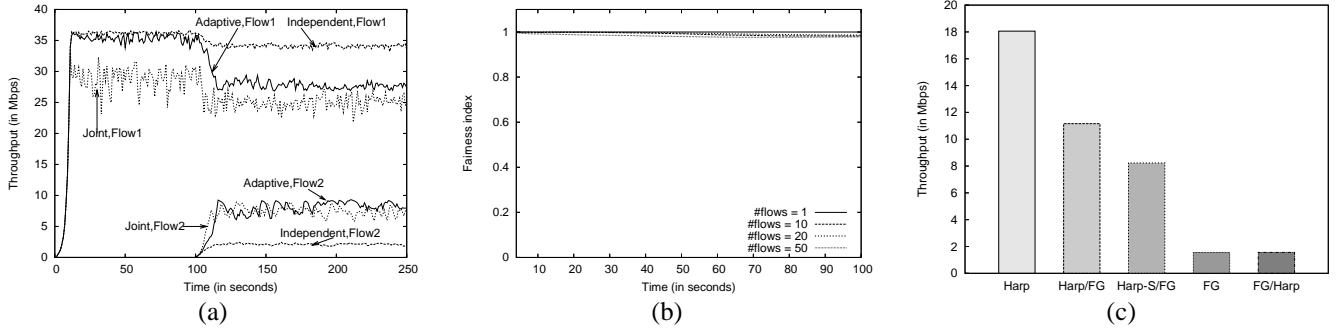 Throughput (in Mbps)
40
35
30
25
20
15
10
5
0
Adaptive,Flow1
Independent,Flow1
Joint,Flow1
Adaptive,Flow2
Joint,Flow2
Independent,Flow2
0 50 100 150 200 250
Time (in seconds)
(a)
Fairness index
1
0.8
0.6
0.4
0.2
0
#flows = 1
#flows = 10
#flows = 20
#flows = 50
10 20 30 40 50 60 70 80 90 100
Time (in seconds)
(b)
Throughput (in Mbps)
20
18
16
14
12
10
8
6
4
2
0
Harp Harp/FG Harp-S/FG FG FG/Harp
(c)